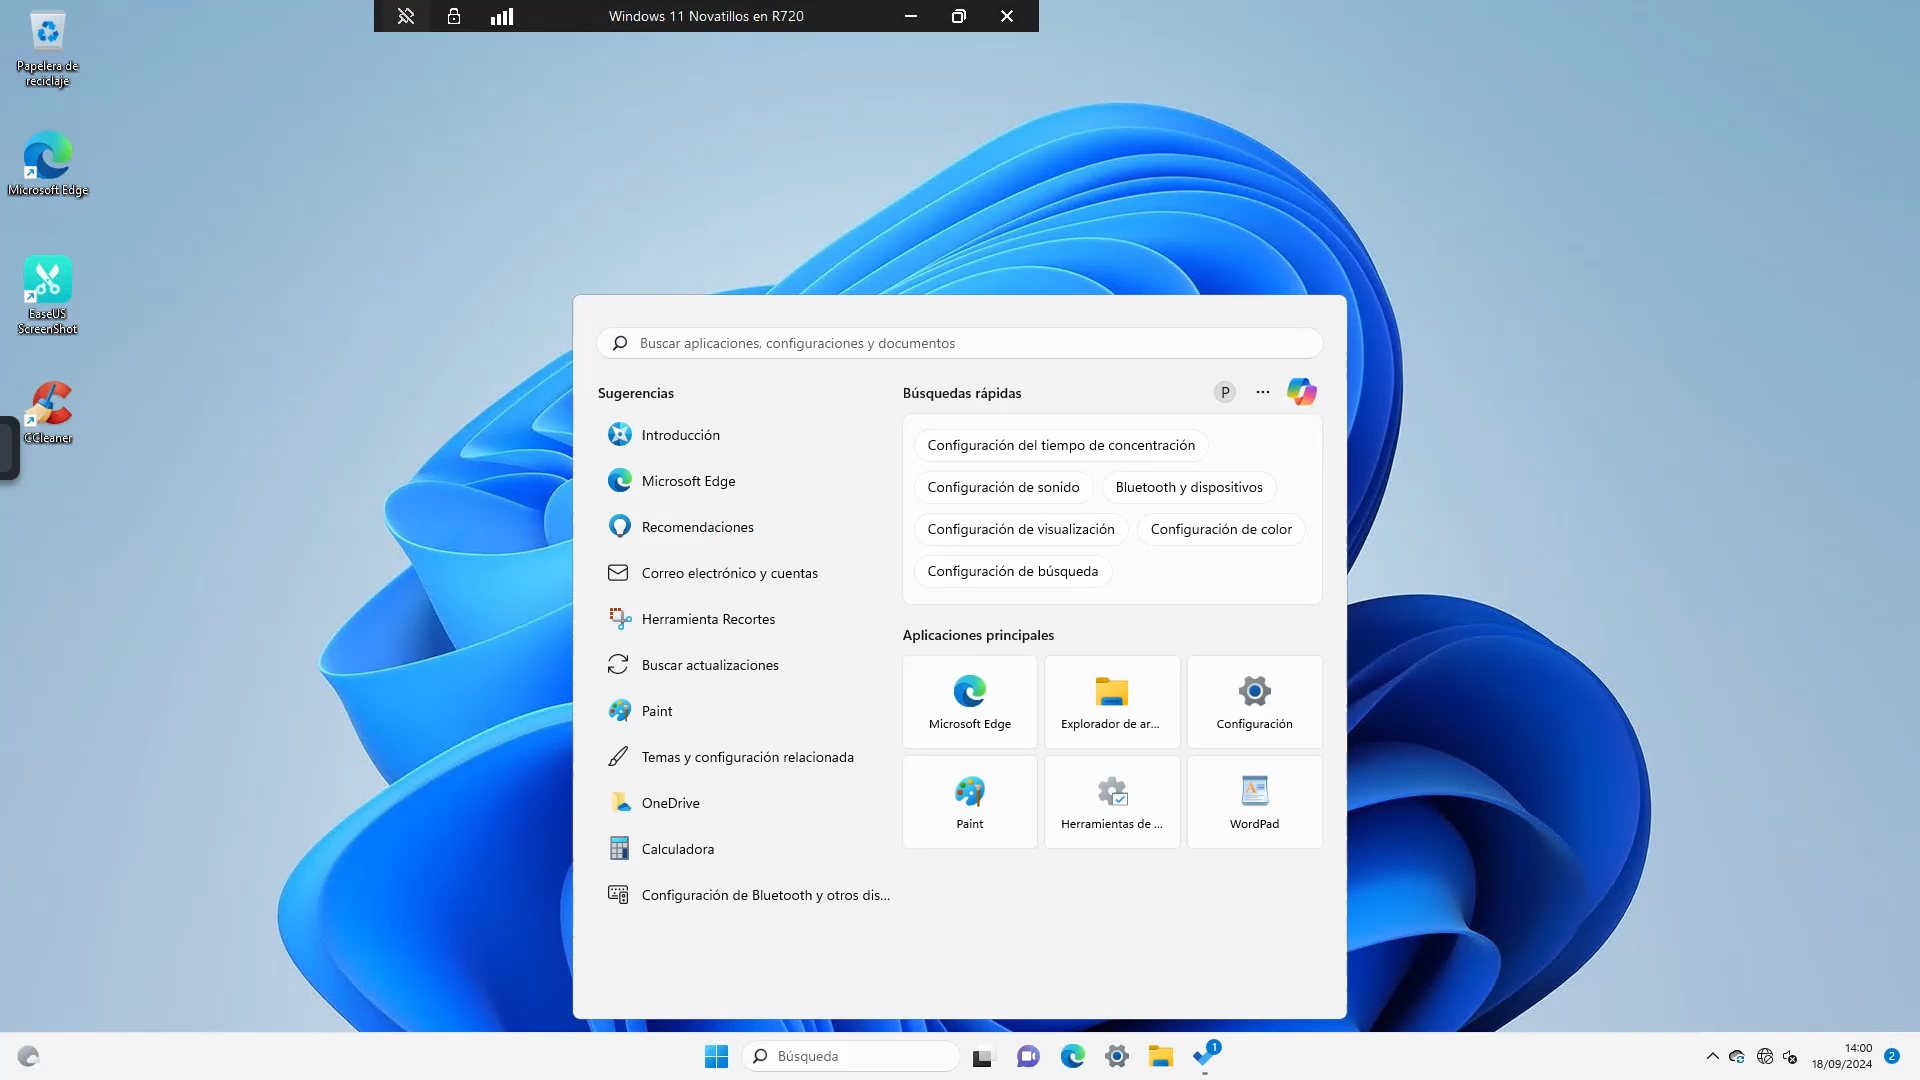 Windows 11 Novatillos en R720
Papelera de
reciclaje
Microsoft Edge
EaseUS
ScreenShot
CCleaner
Buscar aplicaciones, configuraciones y documentos
Sugerencias
Introducción
Microsoft Edge
Recomendaciones
Correo electrónico y cuentas
Herramienta Recortes
Buscar actualizaciones
Paint
Temas y configuración relacionada
OneDrive
Calculadora
Configuración de Bluetooth y otros dis...
Búsquedas rápidas
P
Configuración del tiempo de concentración
Configuración de sonido
Bluetooth y dispositivos
Configuración de visualización
Configuración de color
Configuración de búsqueda
Aplicaciones principales
Microsoft Edge
Explorador de ar...
Configuración
Paint
Herramientas de ...
WordPad
Búsqueda
1
14:00
18/09/2024
2